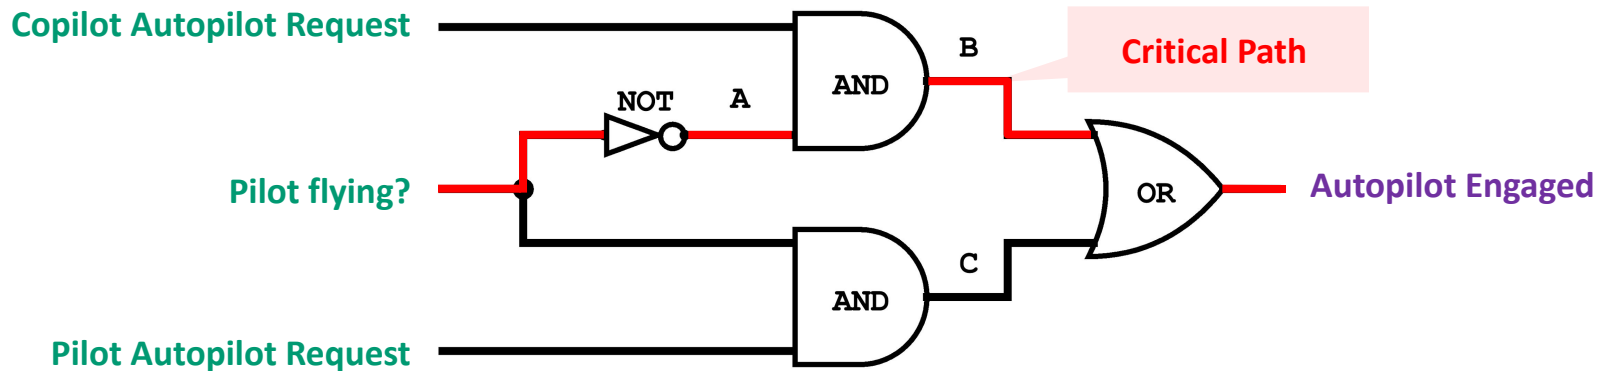 Copilot Autopilot Request
NOT
A
AND
B
Critical Path
Pilot flying?
OR
Autopilot Engaged
AND
C
Pilot Autopilot Request